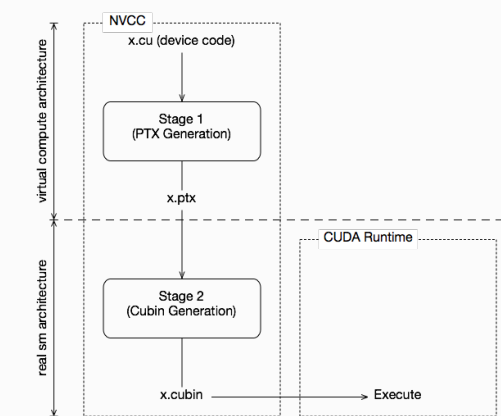 NVCC
x.cu (device code)
virtual compute architecture
Stage 1
(PTX Generation)
x.ptx
CUDA Runtime
real sm architecture
Stage 2
(Cubin Generation)
x.cubin
Execute